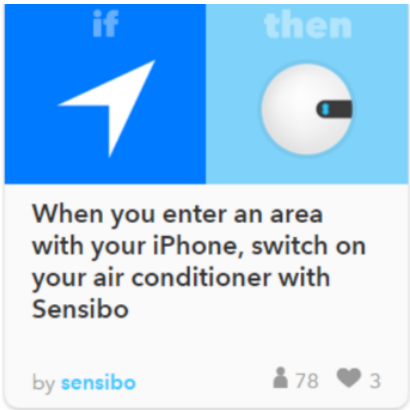 if then
When you enter an area
with your iPhone, switch on
your air conditioner with
Sensibo
by sensibo 78 3